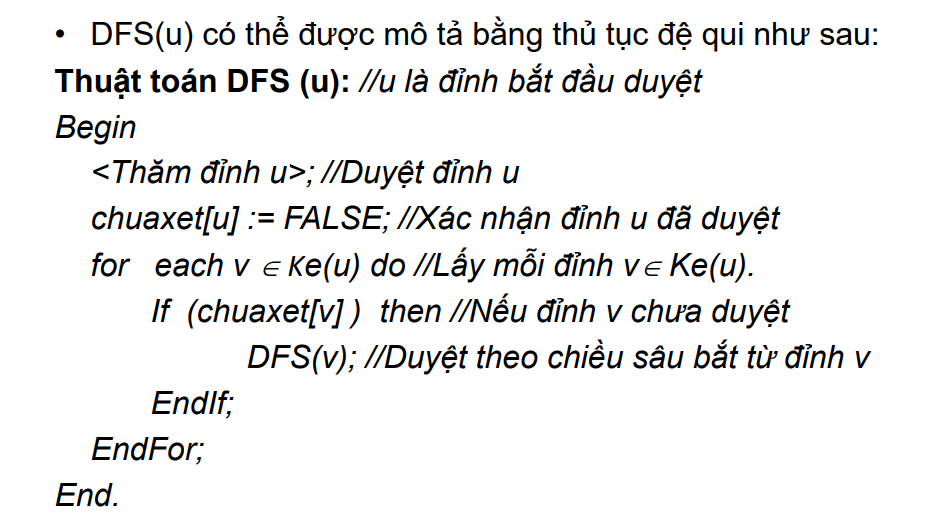 • DFS(u) có thể được mô tả bằng thủ tục đệ qui như sau:
Thuật toán DFS (u): //u là đỉnh bắt đầu duyệt
Begin
<Thăm đỉnh u>; //Duyệt đỉnh u
chuaxet[u] := FALSE; //Xác nhận đỉnh u đã duyệt
for each v ∈ Ke(u) do //Lấy mỗi đỉnh v∈ Ke(u).
If (chuaxet[v] ) then //Nếu đỉnh v chưa duyệt
DFS(v); //Duyệt theo chiều sâu bắt từ đỉnh v
EndIf;
EndFor;
End.